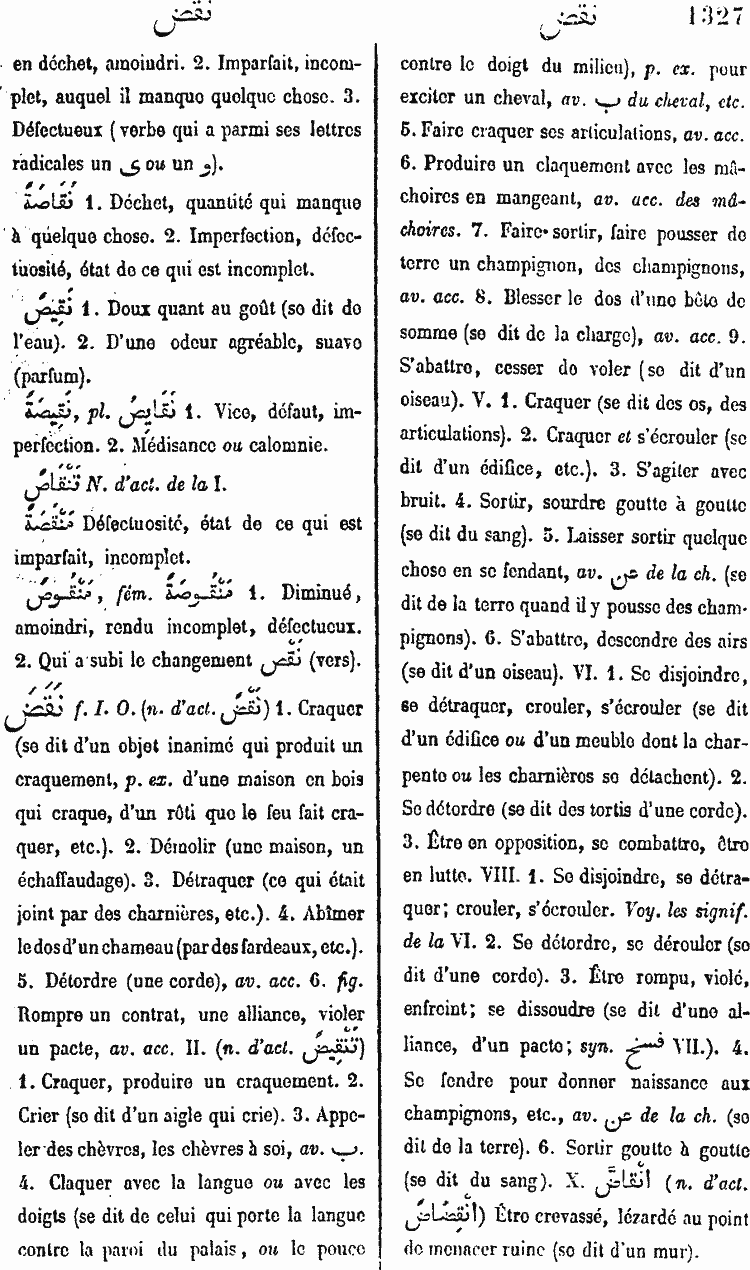 نقض نقض 1327
en déchet, amoindri. 2. Imparfait, incom-
plet, auquel il manque quelque chose. 3.
Défectueux (verbe qui a parmi ses lettres
radicales un ى ou un و).
نُقَاصَةٌ 1. Déchet, quantité qui manque
à quelque chose. 2. Imperfection, défec-
tuosité, état de ce qui est incomplet.
نَقِيصٌ 1. Doux quant au goût (se dit de
l'eau). 2. D'une odeur agréable, suave
(parfum).
نَقِيصَةٌ, pl. نَقَايِصُ 1. Vice, défaut, im-
perfection. 2. Médisance ou calomnie.
تَنْقَاصٌ N. d'act. de la I.
مَنْقَصَةٌ Défectuosité, état de ce qui est
imparfait, incomplet.
مَنْقُوصٌ, fém. مَنْقُوصَةٌ 1. Diminué,
amoindri, rendu incomplet, défectueux.
2. Qui a subi le changement نَقْص (vers).
نَقَضَ f. I. O. (n. d'act. نَقْضٌ) 1. Craquer
(se dit d'un objet inanimé qui produit un
craquement, p. ex. d'une maison en bois
qui craque, d'un rôti que le feu fait cra-
quer, etc.). 2. Démolir (une maison, un
échaffaudage). 3. Détraquer (ce qui était
joint par des charnières, etc.). 4. Abîmer
le dos d'un chameau (par des fardeaux, etc.).
5. Détordre (une corde), av. acc. 6. fig.
Rompre un contrat, une alliance, violer
un pacte, av. acc. II. (n. d'act. تَنْقِيضٌ)
1. Craquer, produire un craquement. 2.
Crier (se dit d'un aigle qui crie). 3. Appe-
ler des chèvres, les chèvres à soi, av. ب.
4. Claquer avec la langue ou avec les
doigts (se dit de celui qui porte la langue
contre la paroi du palais, ou le pouce
contre le doigt du milieu), p. ex. pour
exciter un cheval, av. ب du cheval, etc.
5. Faire craquer ses articulations, av. acc.
6. Produire un claquement avec les mâ-
choires en mangeant, av. acc. des mâ-
choires. 7. Faire sortir, faire pousser de
terre un champignon, des champignons,
av. acc. 8. Blesser le dos d'une bête de
somme (se dit de la charge), av. acc. 9.
S'abattre, cesser de voler (se dit d'un
oiseau). V. 1. Craquer (se dit des os, des
articulations). 2. Craquer et s'écrouler (se
dit d'un édifice, etc.). 3. S'agiter avec
bruit. 4. Sortir, sourdre goutte à goutte
(se dit du sang). 5. Laisser sortir quelque
chose en se fendant, av. عن de la ch. (se
dit de la terre quand il y pousse des cham-
pignons). 6. S'abattre, descendre des airs
(se dit d'un oiseau). VI. 1. Se disjoindre,
se détraquer, crouler, s'écrouler (se dit
d'un édifice ou d'un meuble dont la char-
pente ou les charnières se détachent). 2.
Se détordre (se dit des tortis d'une corde).
3. Être en opposition, se combattre, être
en lutte. VIII. 1. Se disjoindre, se détra-
quer; crouler, s'écrouler. Voy. les signif.
de la VI. 2. Se détordre, se dérouler (se
dit d'une corde). 3. Être rompu, violé,
enfreint; se dissoudre (se dit d'une al-
liance, d'un pacte; syn. فسخ VII.). 4.
Se fendre pour donner naissance aux
champignons, etc., av. عن de la ch. (se
dit de la terre). 6. Sortir goutte à goutte
(se dit du sang). X. اِنْقَاضَّ (n. d'act.
اِنْقِضَاضٌ) Être crevassé, lézardé au point
de menacer ruine (se dit d'un mur).